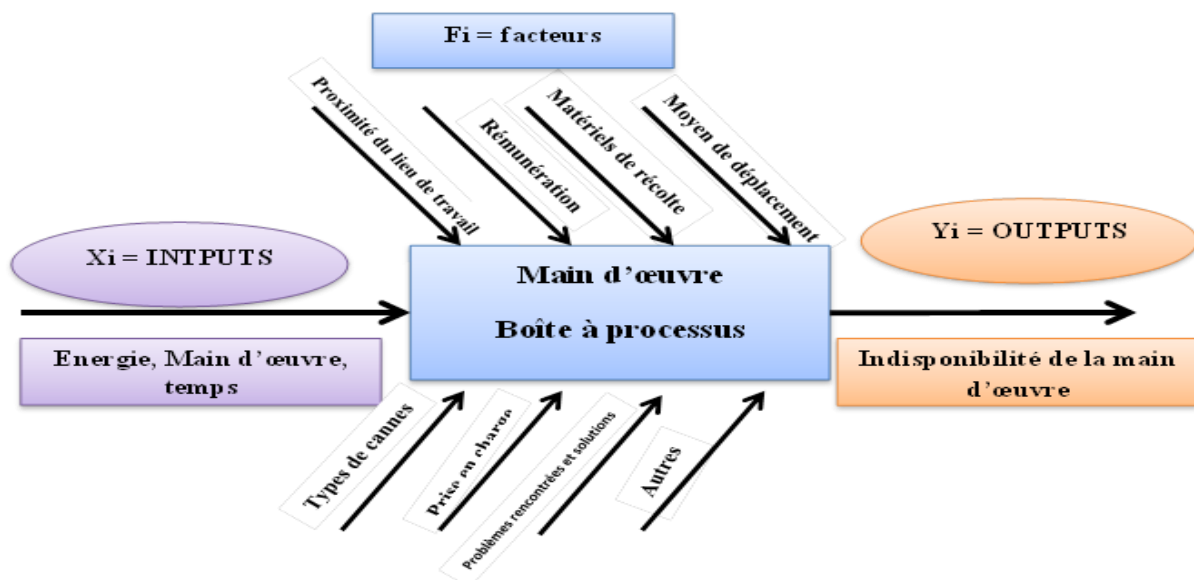 Fi = facteurs
Proximité du lieu de travail
Rémunération
Matériels de récolte
Moyen de déplacement
Xi = INTPUTS
Yi = OUTPUTS
Main d’œuvre
Boîte à processus
Energie, Main d’œuvre,
temps
Indisponibilité de la main
d’œuvre
Types de cannes
Prise en charge
Problèmes rencontrées et solutions
Autres